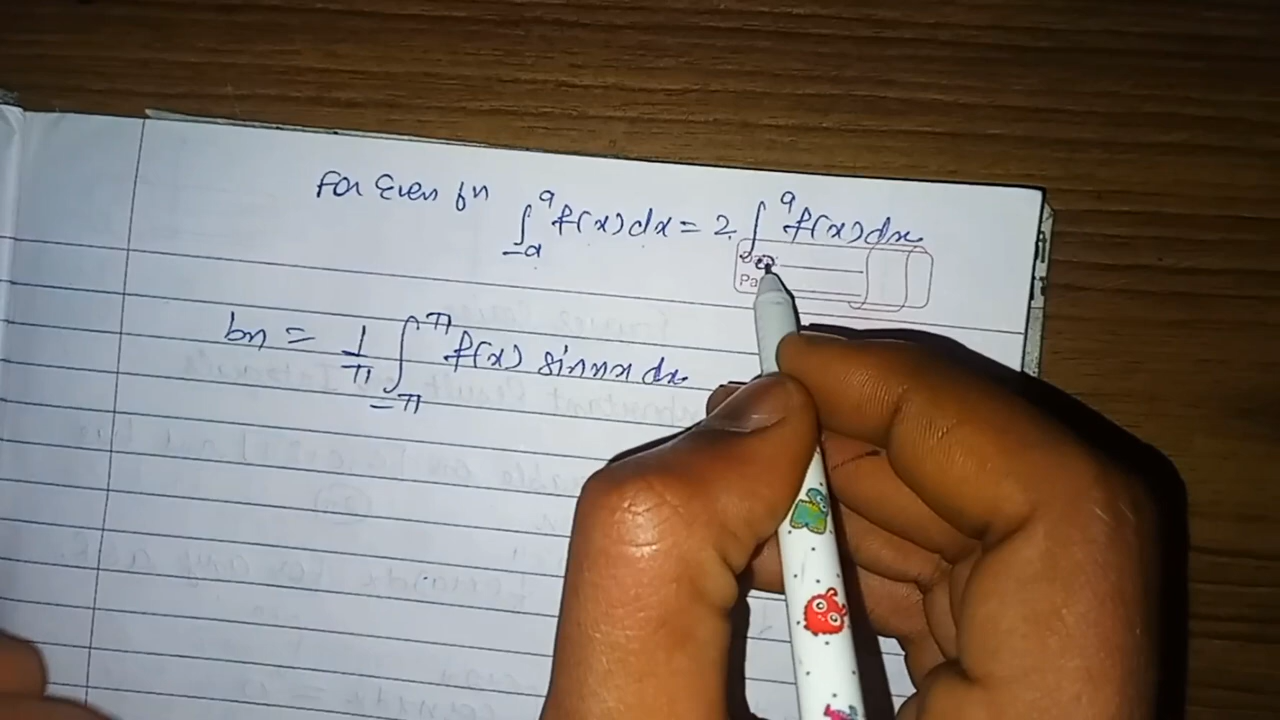 For Even fn ∫_{-a}^{a} f(x) dx = 2 ∫_{0}^{a} f(x) dx
bn = 1/π ∫_{-π}^{π} f(x) sin nx dx